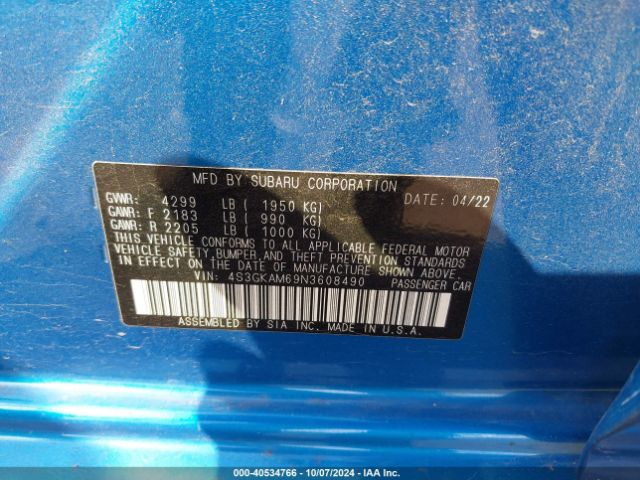 MFD BY SUBARU CORPORATION DATE: 04/22
GVWR: 4299 LB ( 1950 KG)
GAWR: F 2183 LB ( 990 KG)
GAWR: R 2205 LB ( 1000 KG)
THIS VEHICLE CONFORMS TO ALL APPLICABLE FEDERAL MOTOR
VEHICLE SAFETY, BUMPER, AND THEFT PREVENTION STANDARDS
IN EFFECT ON THE DATE OF MANUFACTURE SHOWN ABOVE.
VIN: 4S3GKAM69N3608490 PASSENGER CAR
ASSEMBLED BY SIA INC. MADE IN U.S.A.
000-40534766 - 10/07/2024 - IAA Inc.